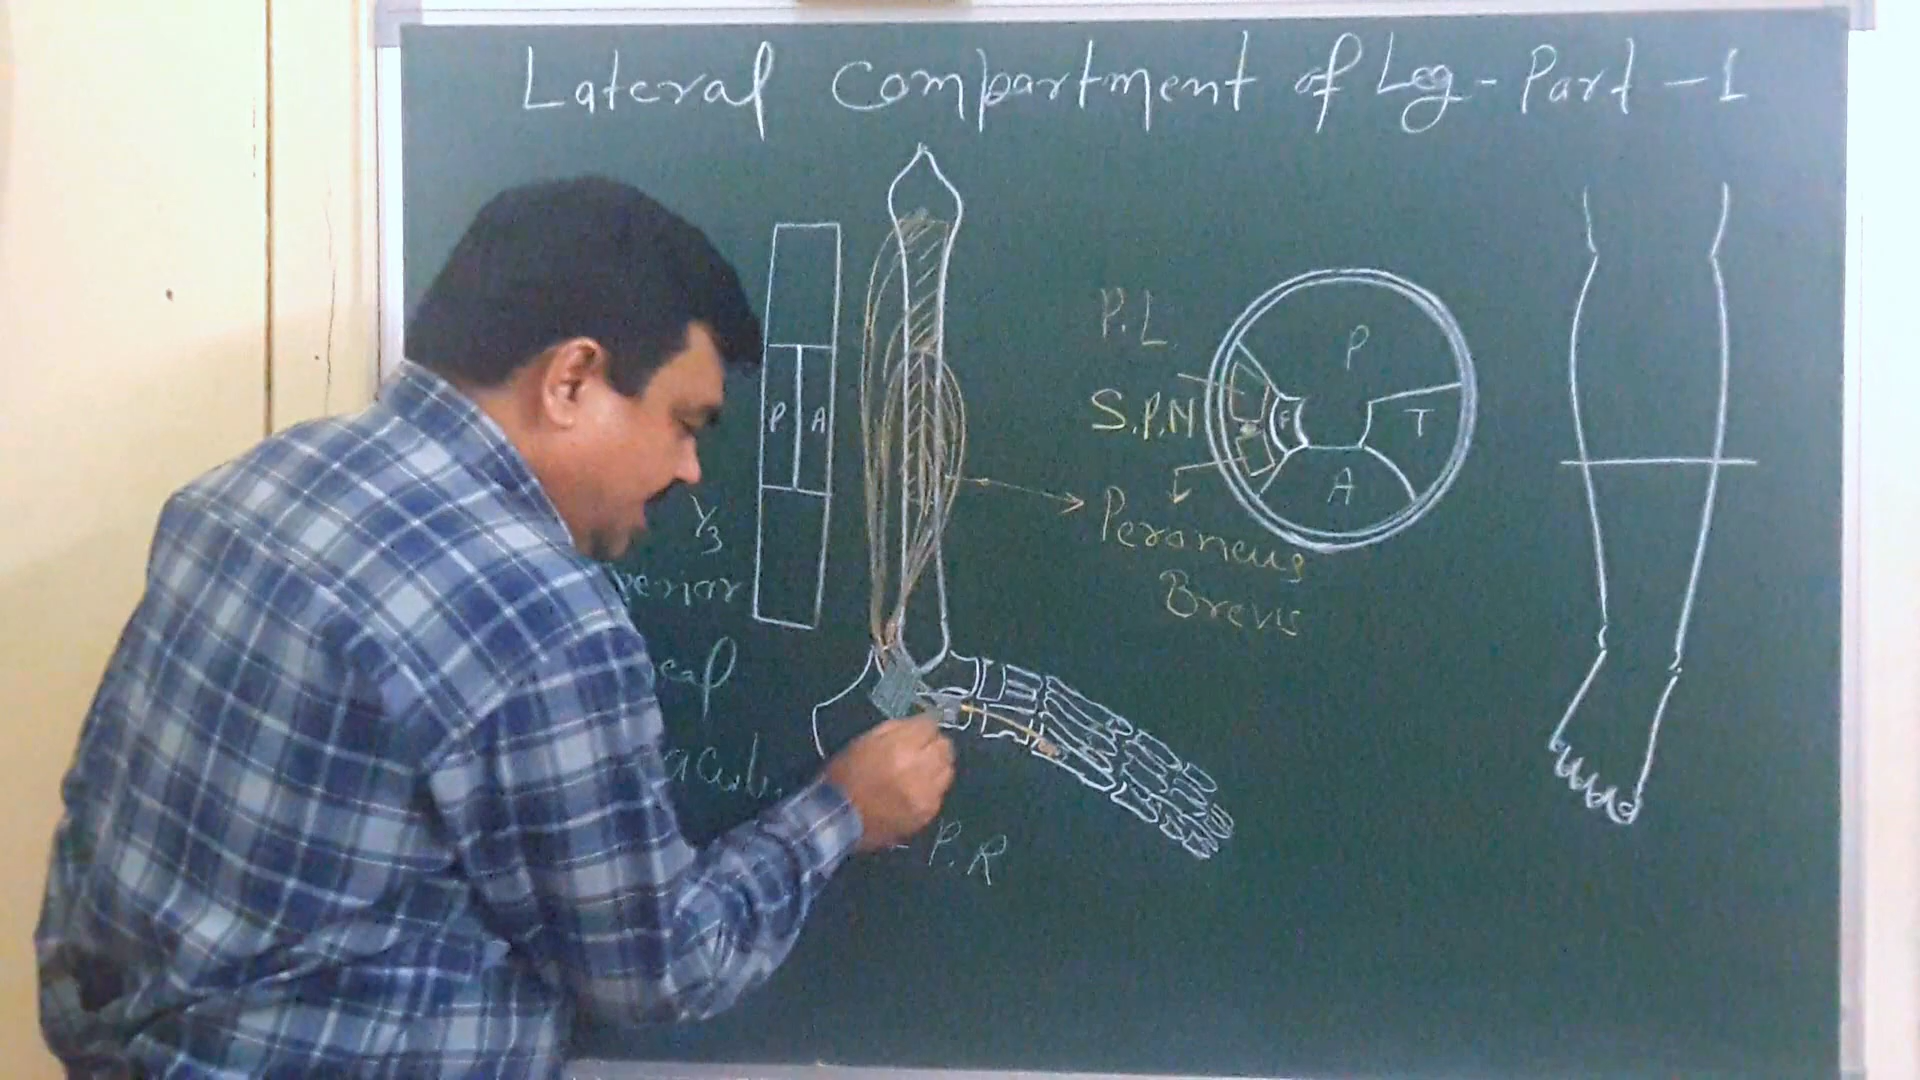 Lateral Compartment of Leg - Part - 1
P.L.
P
P A
S.P.N
F
T
A
1/3
Peroneus
Brevis
P.R